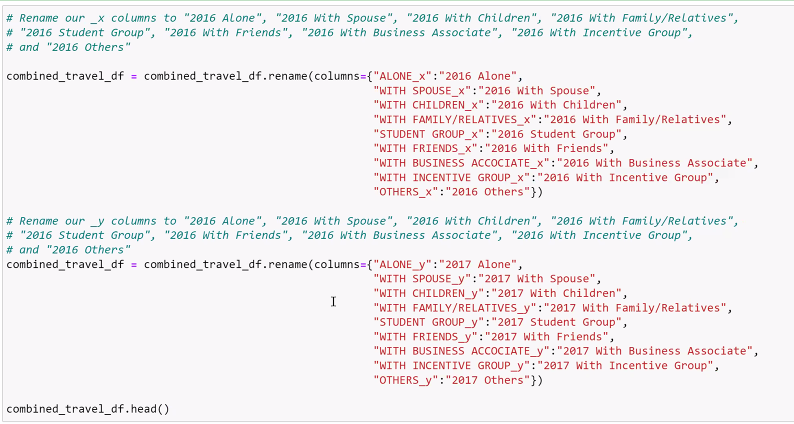 # Rename our _x columns to "2016 Alone", "2016 With Spouse", "2016 With Children", "2016 With Family/Relatives",
# "2016 Student Group", "2016 With Friends", "2016 With Business Associate", "2016 With Incentive Group",
# and "2016 Others"
combined_travel_df = combined_travel_df.rename(columns={"ALONE_x":"2016 Alone",
"WITH SPOUSE_x":"2016 With Spouse",
"WITH CHILDREN_x":"2016 With Children",
"WITH FAMILY/RELATIVES_x":"2016 With Family/Relatives",
"STUDENT GROUP_x":"2016 Student Group",
"WITH FRIENDS_x":"2016 With Friends",
"WITH BUSINESS ACCOCIATE_x":"2016 With Business Associate",
"WITH INCENTIVE GROUP_x":"2016 With Incentive Group",
"OTHERS_x":"2016 Others"})
# Rename our _y columns to "2016 Alone", "2016 With Spouse", "2016 With Children", "2016 With Family/Relatives",
# "2016 Student Group", "2016 With Friends", "2016 With Business Associate", "2016 With Incentive Group",
# and "2016 Others"
combined_travel_df = combined_travel_df.rename(columns={"ALONE_y":"2017 Alone",
"WITH SPOUSE_y":"2017 With Spouse",
"WITH CHILDREN_y":"2017 With Children",
"WITH FAMILY/RELATIVES_y":"2017 With Family/Relatives",
"STUDENT GROUP_y":"2017 Student Group",
"WITH FRIENDS_y":"2017 With Friends",
"WITH BUSINESS ACCOCIATE_y":"2017 With Business Associate",
"WITH INCENTIVE GROUP_y":"2017 With Incentive Group",
"OTHERS_y":"2017 Others"})
combined_travel_df.head()